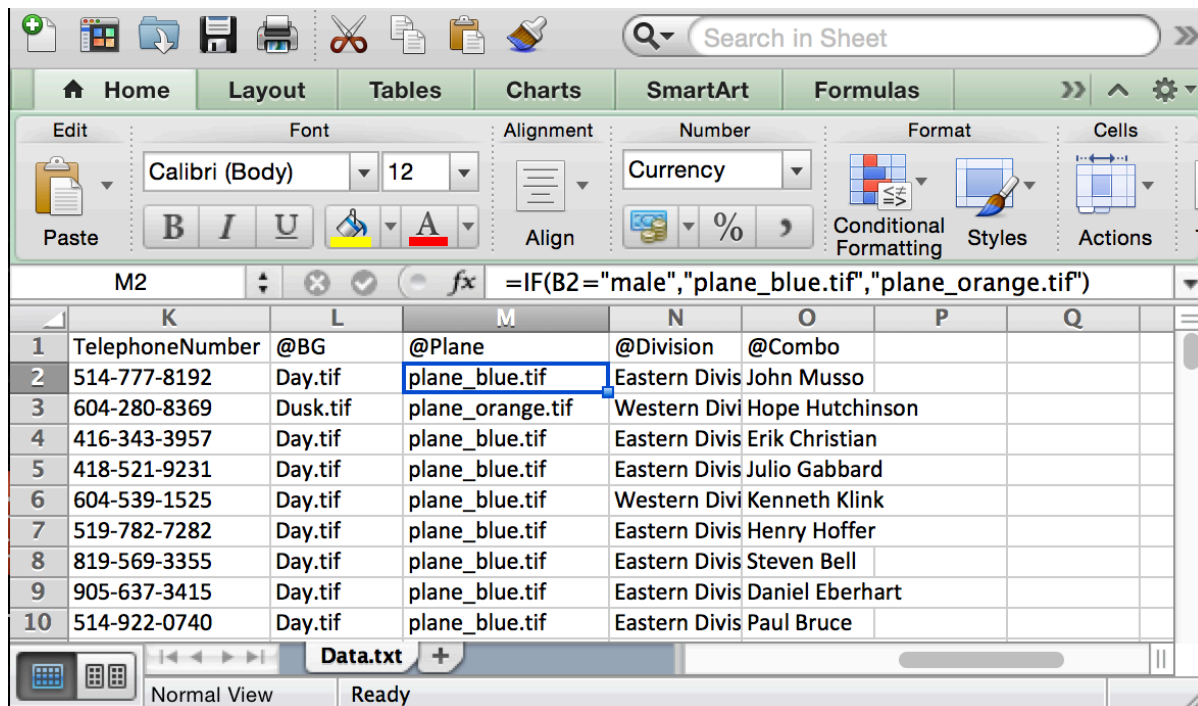 Search in Sheet
Home Layout Tables Charts SmartArt Formulas
Edit Font Alignment Number Format Cells
Calibri (Body) 12 Currency
B I U A %
Paste Align Conditional Formatting Styles Actions
M2 fx =IF(B2="male","plane_blue.tif","plane_orange.tif")
K L M N O P Q
1 TelephoneNumber @BG @Plane @Division @Combo
2 514-777-8192 Day.tif plane_blue.tif Eastern Divis John Musso
3 604-280-8369 Dusk.tif plane_orange.tif Western Divi Hope Hutchinson
4 416-343-3957 Day.tif plane_blue.tif Eastern Divis Erik Christian
5 418-521-9231 Day.tif plane_blue.tif Eastern Divis Julio Gabbard
6 604-539-1525 Day.tif plane_blue.tif Western Divi Kenneth Klink
7 519-782-7282 Day.tif plane_blue.tif Eastern Divis Henry Hoffer
8 819-569-3355 Day.tif plane_blue.tif Eastern Divis Steven Bell
9 905-637-3415 Day.tif plane_blue.tif Eastern Divis Daniel Eberhart
10 514-922-0740 Day.tif plane_blue.tif Eastern Divis Paul Bruce
Data.txt
Normal View Ready